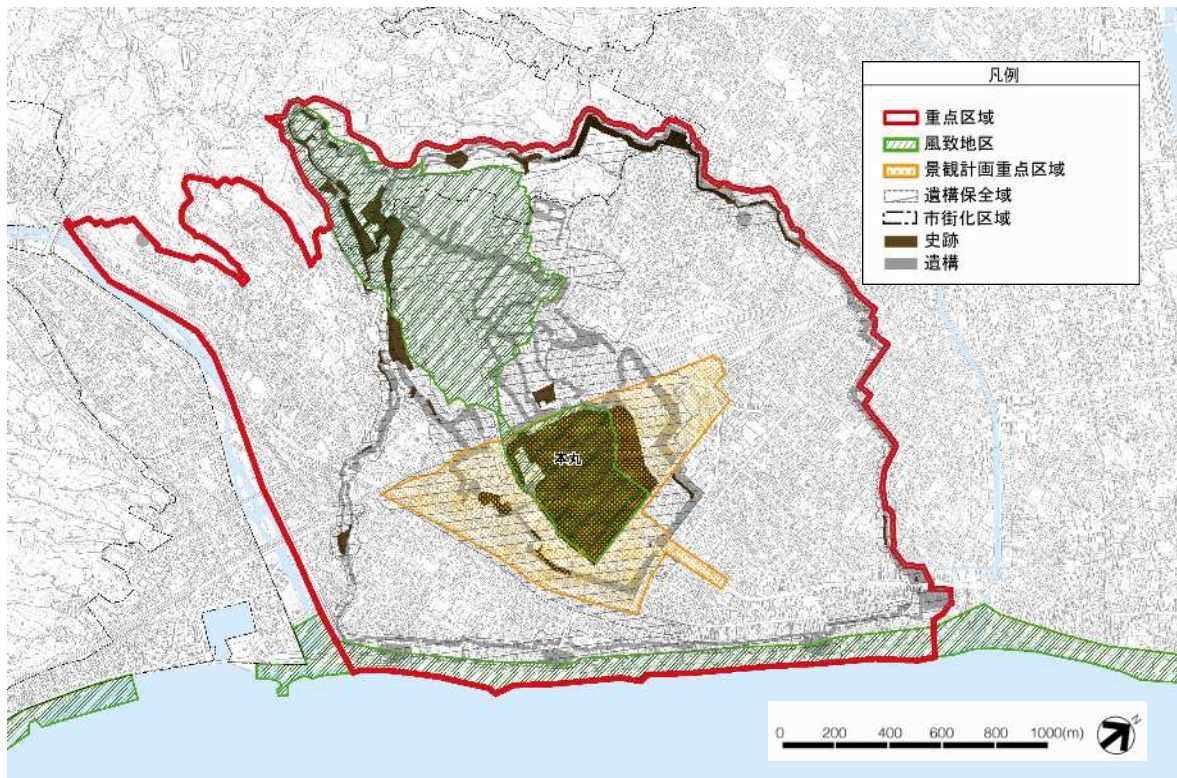 凡例
重点区域
風致地区
景観計画重点区域
遺構保全域
市街化区域
史跡
遺構
本丸
0 200 400 600 800 1000(m)
N